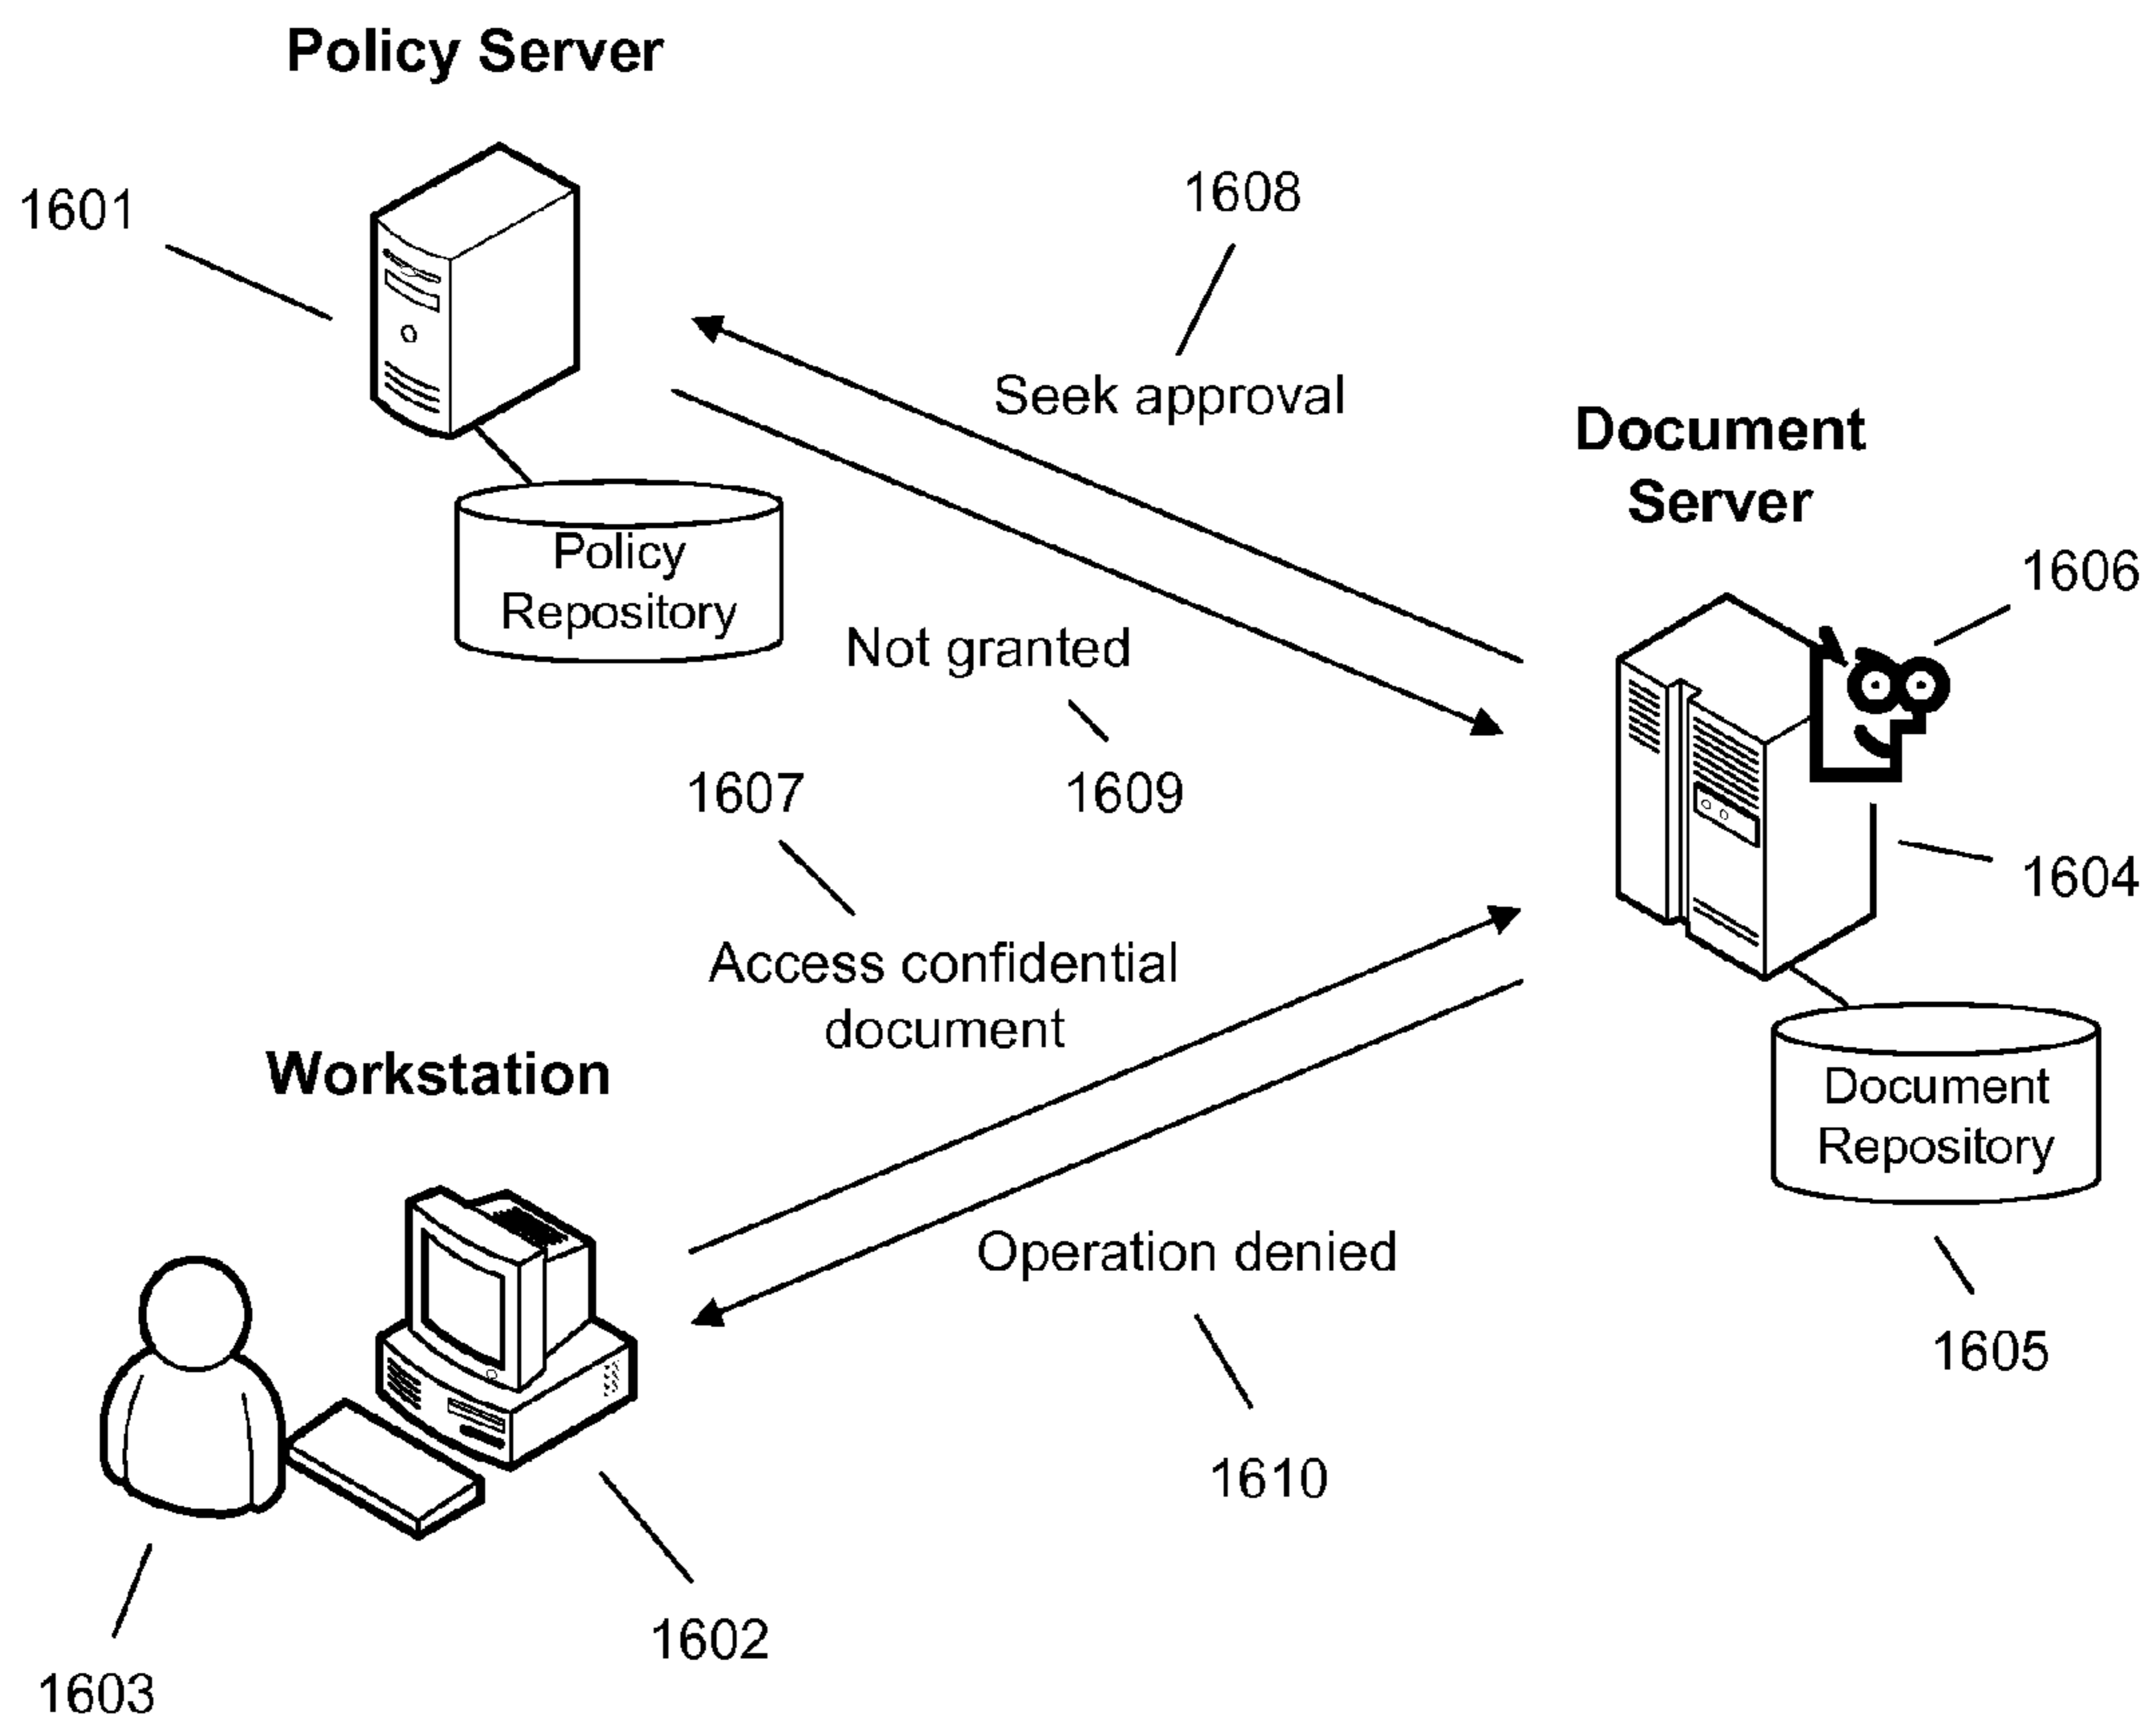 Policy Server
1601
1608
Seek approval
Document
Server
1606
Policy
Repository
Not granted
1607
1609
1604
Access confidential
document
Workstation
Document
Repository
Operation denied
1605
1610
1602
1603